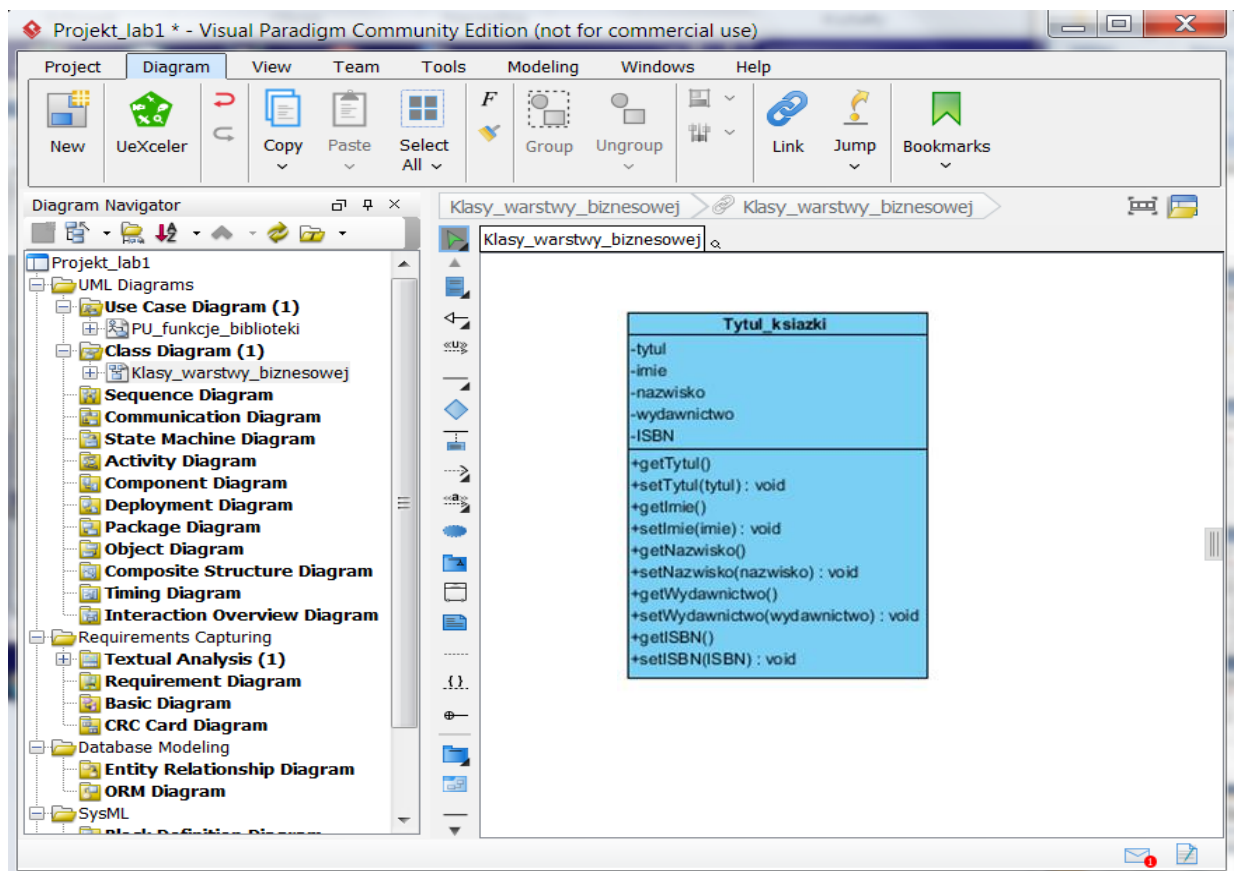 Projekt_lab1 * - Visual Paradigm Community Edition (not for commercial use)
Project Diagram View Team Tools Modeling Windows Help
New UeXceler Copy Paste Select All F Group Ungroup Link Jump Bookmarks
Diagram Navigator
Klasy_warstwy_biznesowej Klasy_warstwy_biznesowej
Klasy_warstwy_biznesowej
Projekt_lab1
UML Diagrams
Use Case Diagram (1)
PU_funkcje_biblioteki
Class Diagram (1)
Klasy_warstwy_biznesowej
Sequence Diagram
Communication Diagram
State Machine Diagram
Activity Diagram
Component Diagram
Deployment Diagram
Package Diagram
Object Diagram
Composite Structure Diagram
Timing Diagram
Interaction Overview Diagram
Requirements Capturing
Textual Analysis (1)
Requirement Diagram
Basic Diagram
CRC Card Diagram
Database Modeling
Entity Relationship Diagram
ORM Diagram
SysML
Block Definition Diagram
«U»
«a»
{}
Tytul_ksiazki
-tytul
-imie
-nazwisko
-wydawnictwo
-ISBN
+getTytul()
+setTytul(tytul) : void
+getImie()
+setImie(imie) : void
+getNazwisko()
+setNazwisko(nazwisko) : void
+getWydawnictwo()
+setWydawnictwo(wydawnictwo) : void
+getISBN()
+setISBN(ISBN) : void
1